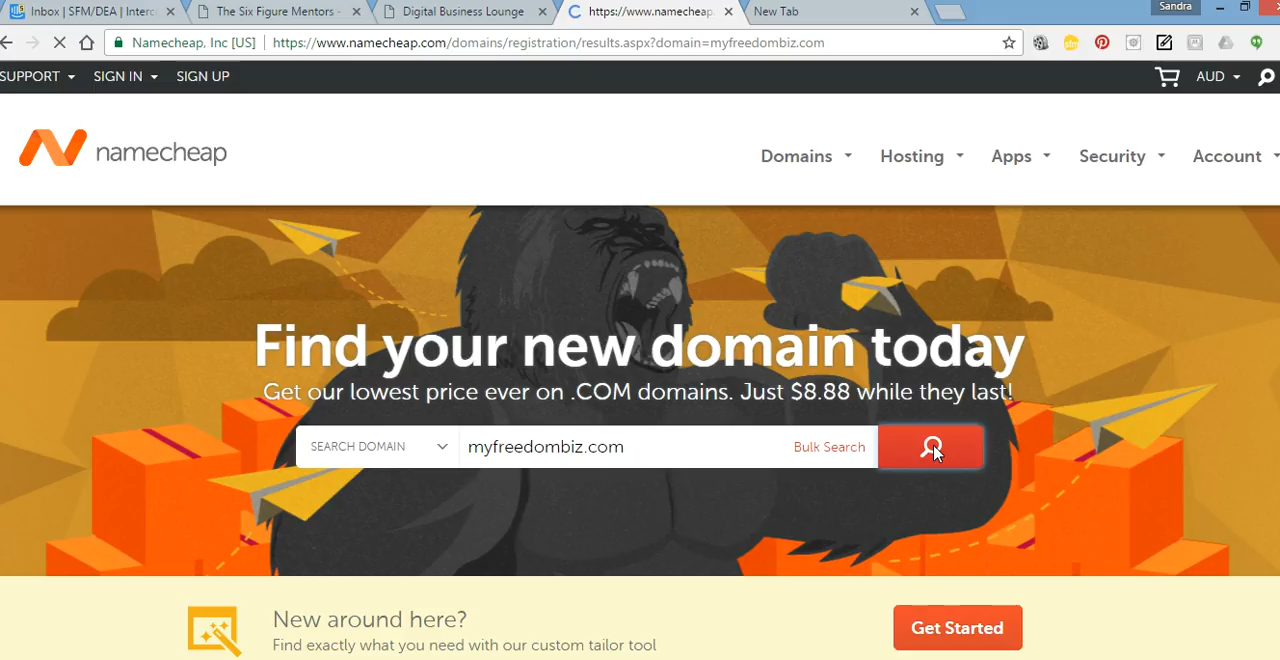 Inbox | SFM/DEA | Interc
The Six Figure Mentors -
Digital Business Lounge
https://www.namecheap.
New Tab
Sandra
Namecheap, Inc [US]
https://www.namecheap.com/domains/registration/results.aspx?domain=myfreedombiz.com
SUPPORT
SIGN IN
SIGN UP
AUD
namecheap
Domains
Hosting
Apps
Security
Account
Find your new domain today
Get our lowest price ever on .COM domains. Just $8.88 while they last!
SEARCH DOMAIN
myfreedombiz.com
Bulk Search
New around here?
Find exactly what you need with our custom tailor tool
Get Started